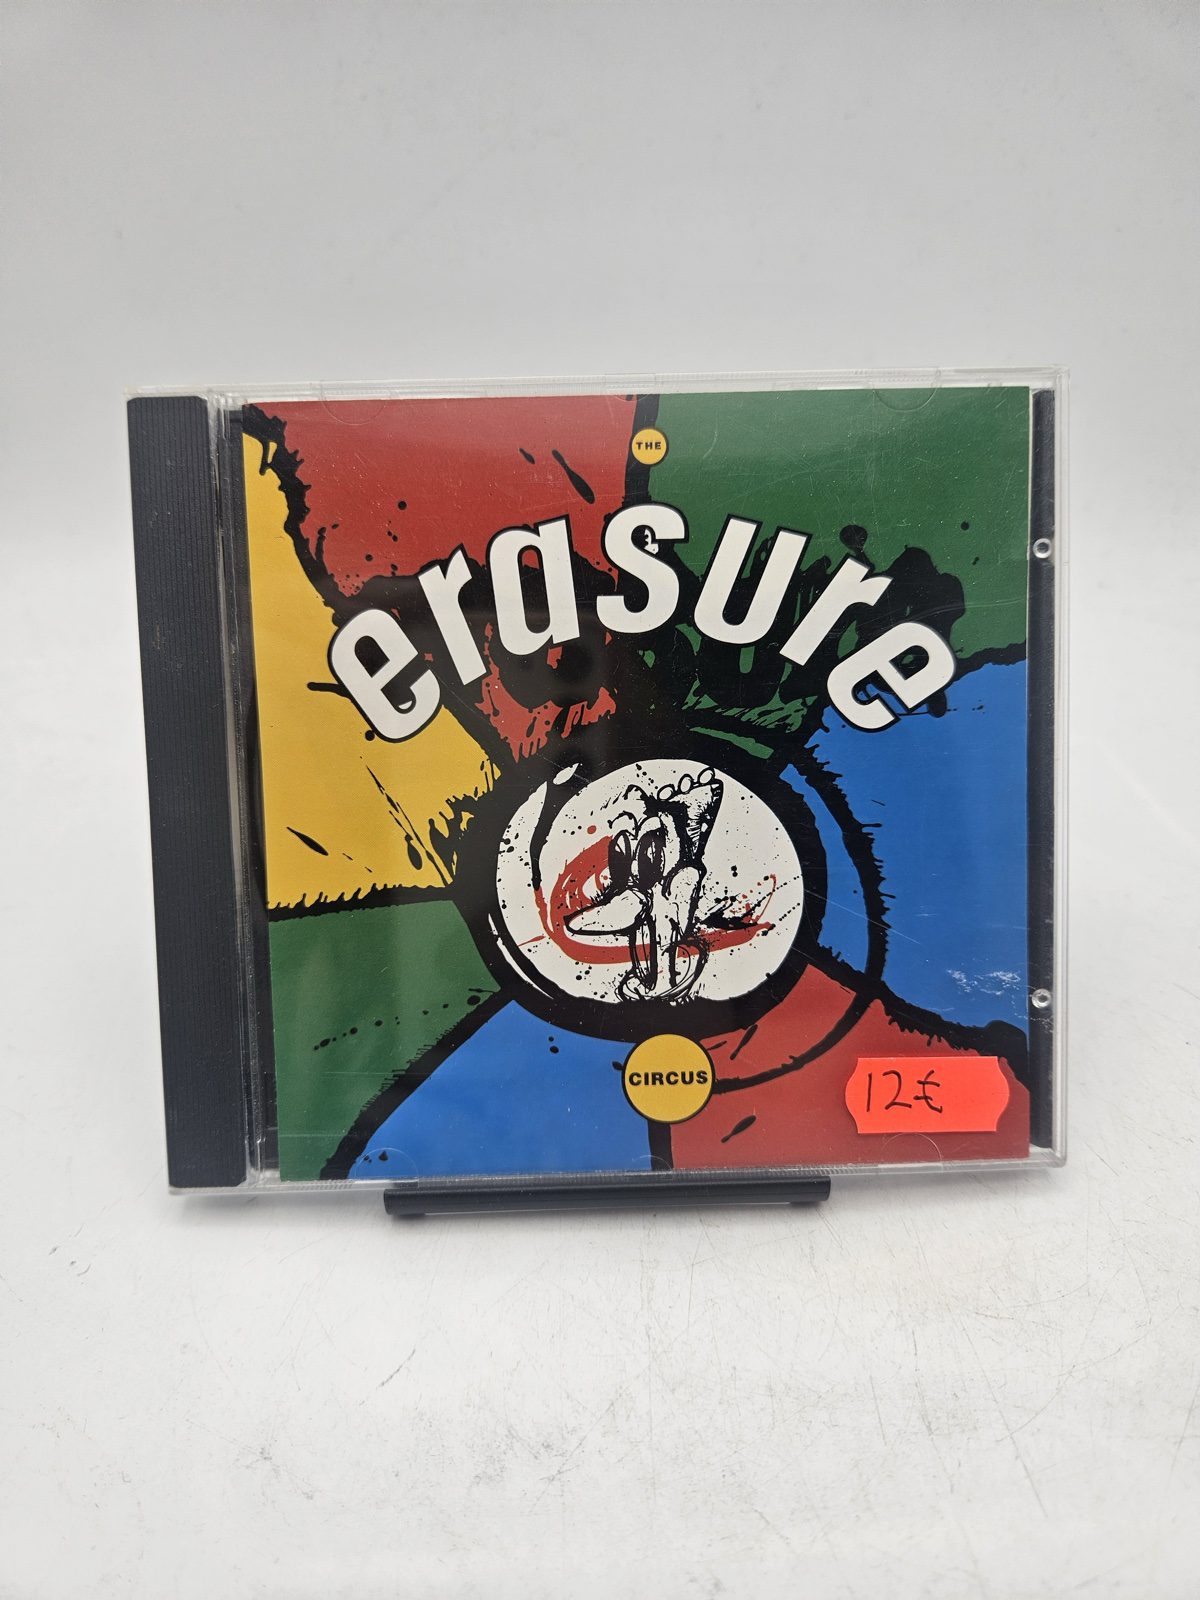 THE
erasure
CIRCUS
12€